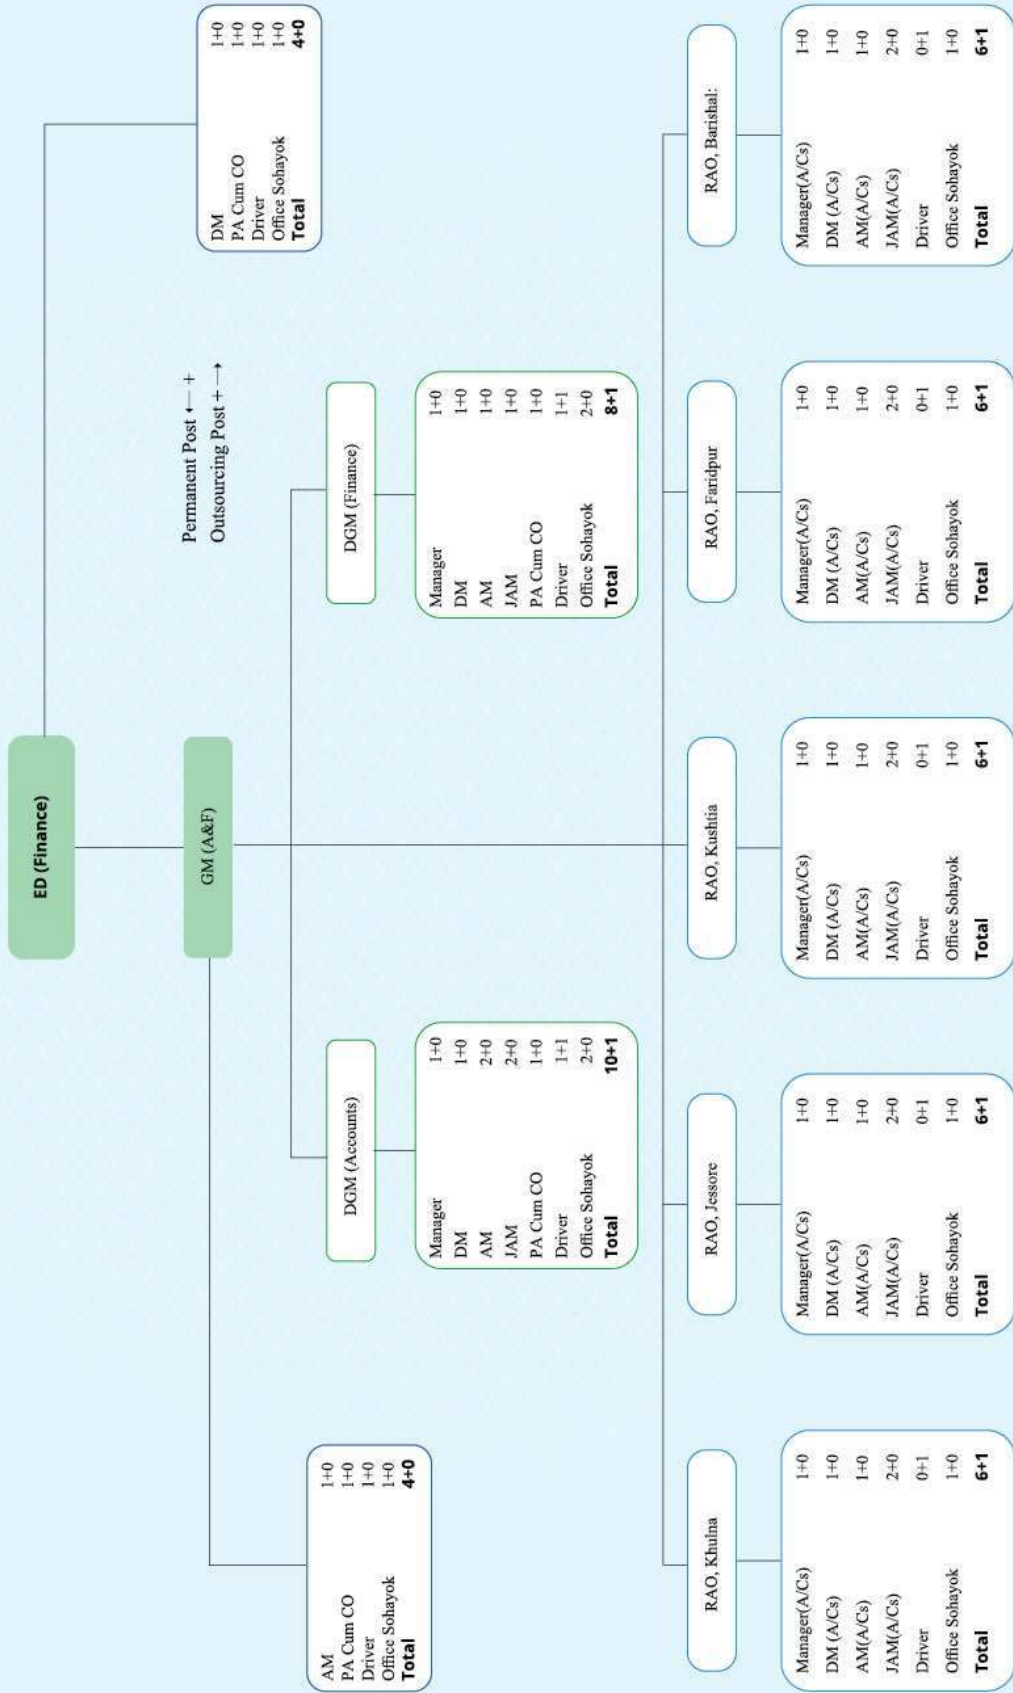 ED (Finance)
DM 1+0
PA Cum CO 1+0
Driver 1+0
Office Sohayok 1+0
Total 4+0
GM (A&F)
Permanent Post ← +
Outsourcing Post + →
AM 1+0
PA Cum CO 1+0
Driver 1+0
Office Sohayok 1+0
Total 4+0
DGM (Accounts)
Manager 1+0
DM 1+0
AM 2+0
JAM 2+0
PA Cum CO 1+0
Driver 1+1
Office Sohayok 2+0
Total 10+1
DGM (Finance)
Manager 1+0
DM 1+0
AM 1+0
JAM 1+0
PA Cum CO 1+0
Driver 1+1
Office Sohayok 2+0
Total 8+1
RAO, Khulna
Manager(A/Cs) 1+0
DM (A/Cs) 1+0
AM(A/Cs) 1+0
JAM(A/Cs) 2+0
Driver 0+1
Office Sohayok 1+0
Total 6+1
RAO, Jessore
Manager(A/Cs) 1+0
DM (A/Cs) 1+0
AM(A/Cs) 1+0
JAM(A/Cs) 2+0
Driver 0+1
Office Sohayok 1+0
Total 6+1
RAO, Kushtia
Manager(A/Cs) 1+0
DM (A/Cs) 1+0
AM(A/Cs) 1+0
JAM(A/Cs) 2+0
Driver 0+1
Office Sohayok 1+0
Total 6+1
RAO, Faridpur
Manager(A/Cs) 1+0
DM (A/Cs) 1+0
AM(A/Cs) 1+0
JAM(A/Cs) 2+0
Driver 0+1
Office Sohayok 1+0
Total 6+1
RAO, Barishal:
Manager(A/Cs) 1+0
DM (A/Cs) 1+0
AM(A/Cs) 1+0
JAM(A/Cs) 2+0
Driver 0+1
Office Sohayok 1+0
Total 6+1